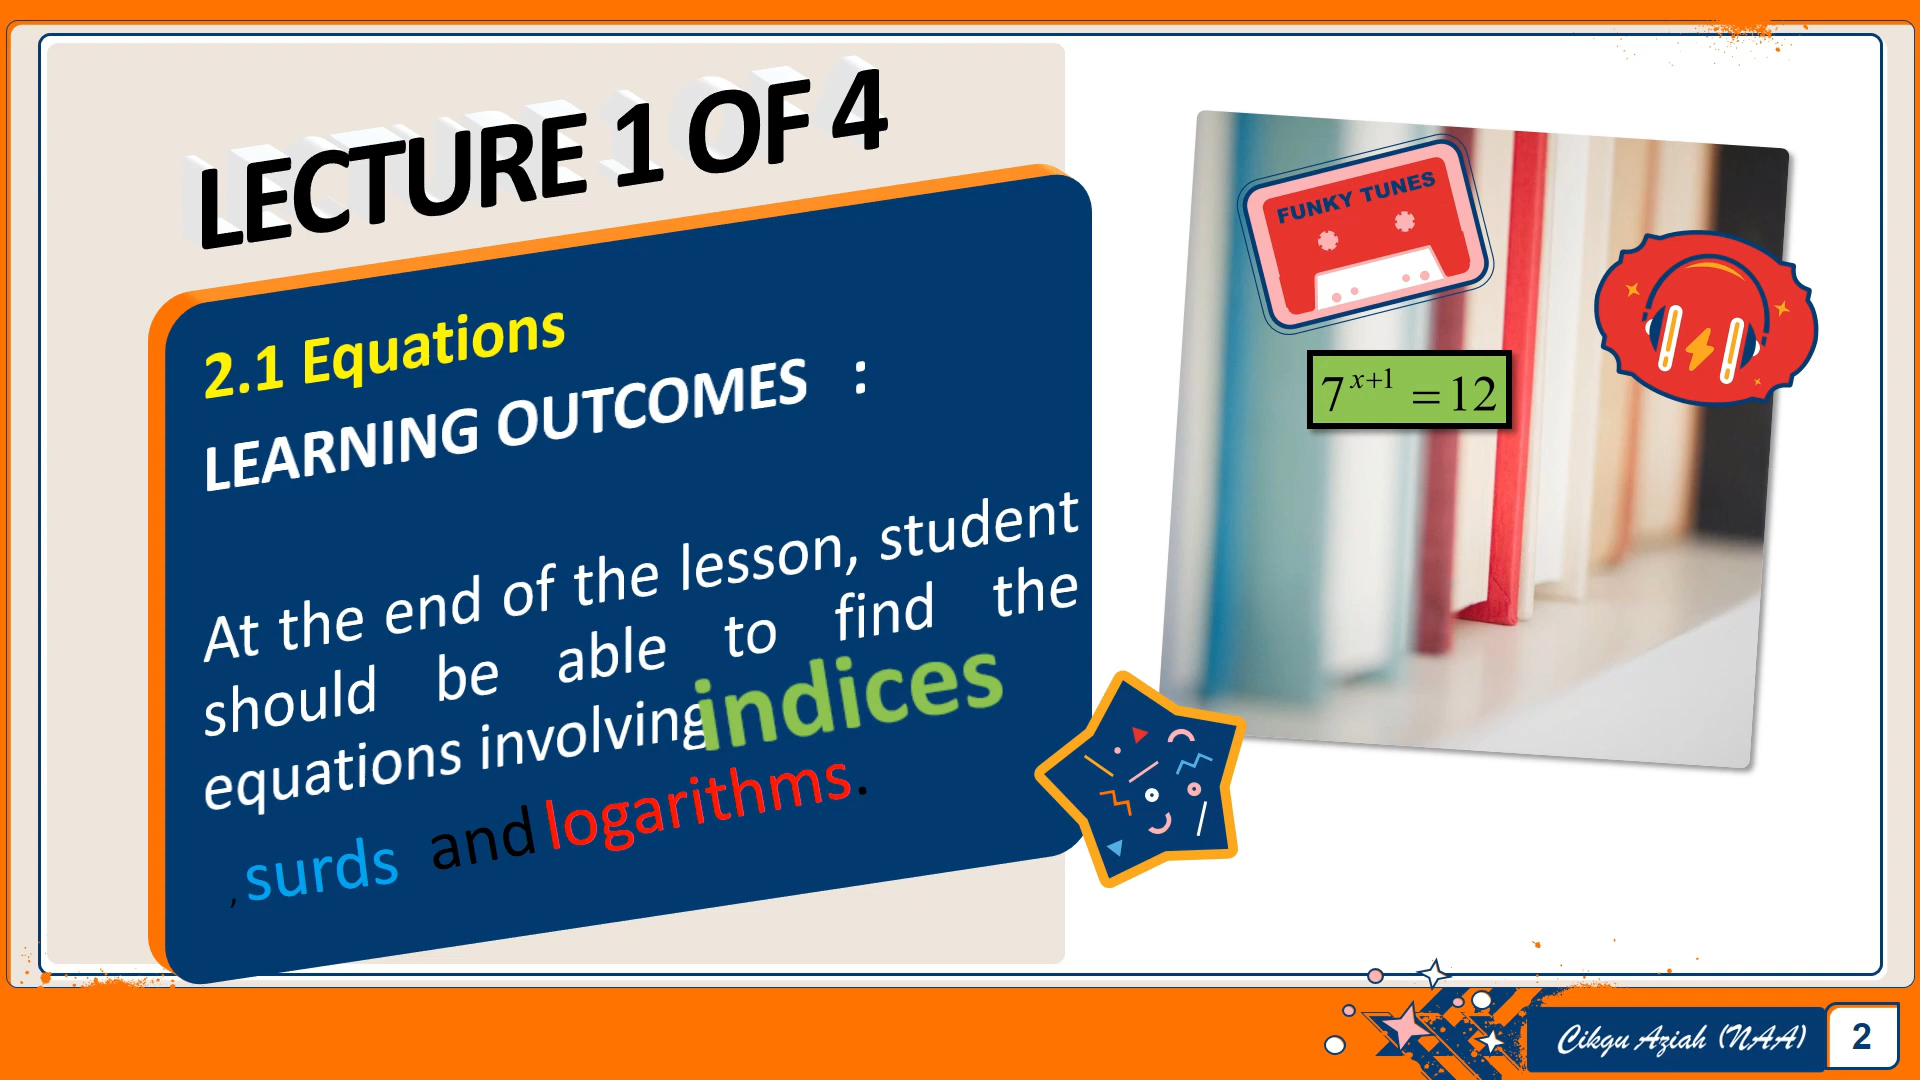 LECTURE 1 OF 4
2.1 Equations
LEARNING OUTCOMES :
At the end of the lesson, student
should be able to find the
equations involving indices
, surds and logarithms.
FUNKY TUNES
7^{x+1} = 12
Cikgu Aziah (NAA)
2